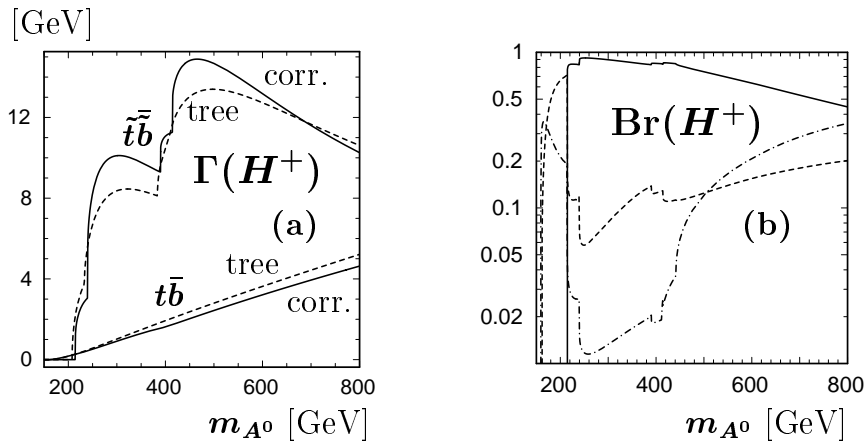 [GeV]
12
8
4
0
corr.
tree
t̃b̄̃
Γ(H⁺)
(a)
tree
tb̄
corr.
200 400 600 800
m_{A⁰} [GeV]
1
0.5
0.2
0.1
0.05
0.02
Br(H⁺)
(b)
200 400 600 800
m_{A⁰} [GeV]